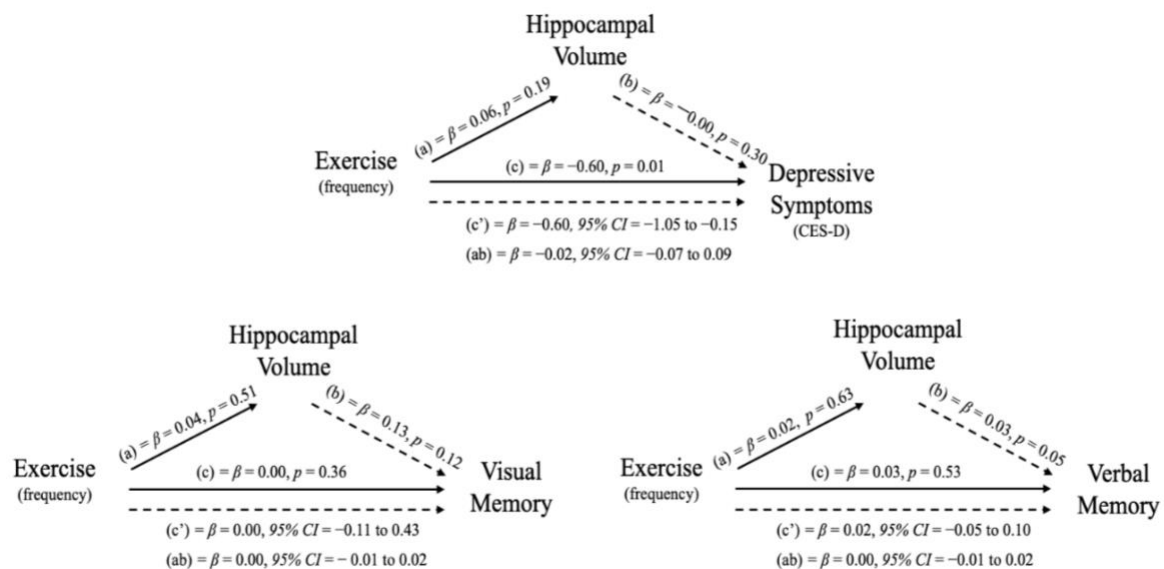 Hippocampal
Volume
(a) = β = 0.06, p = 0.19
(b) = β = −0.00, p = 0.30
Exercise
(frequency)
(c) = β = −0.60, p = 0.01
Depressive
Symptoms
(CES-D)
(c’) = β = −0.60, 95% CI = −1.05 to −0.15
(ab) = β = −0.02, 95% CI = −0.07 to 0.09
Hippocampal
Volume
(a) = β = 0.04, p = 0.51
(b) = β = 0.13, p = 0.12
Exercise
(frequency)
(c) = β = 0.00, p = 0.36
Visual
Memory
(c’) = β = 0.00, 95% CI = −0.11 to 0.43
(ab) = β = 0.00, 95% CI = − 0.01 to 0.02
Hippocampal
Volume
(a) = β = 0.02, p = 0.63
(b) = β = 0.03, p = 0.05
Exercise
(frequency)
(c) = β = 0.03, p = 0.53
Verbal
Memory
(c’) = β = 0.02, 95% CI = −0.05 to 0.10
(ab) = β = 0.00, 95% CI = −0.01 to 0.02